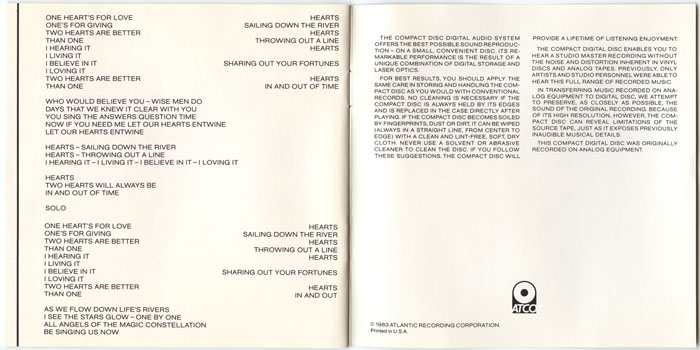 ONE HEART'S FOR LOVE HEARTS
ONE'S FOR GIVING SAILING DOWN THE RIVER
TWO HEARTS ARE BETTER HEARTS
THAN ONE THROWING OUT A LINE
I HEARING IT HEARTS
I LIVING IT
I BELIEVE IN IT SHARING OUT YOUR FORTUNES
I LOVING IT
TWO HEARTS ARE BETTER HEARTS
THAN ONE IN AND OUT OF TIME
WHO WOULD BELIEVE YOU – WISE MEN DO
DAYS THAT WE KNEW IT CLEAR WITH YOU
YOU SING THE ANSWERS QUESTION TIME
NOW IF YOU NEED ME LET OUR HEARTS ENTWINE
LET OUR HEARTS ENTWINE
HEARTS – SAILING DOWN THE RIVER
HEARTS – THROWING OUT A LINE
I HEARING IT – I LIVING IT – I BELIEVE IN IT – I LOVING IT
HEARTS
TWO HEARTS WILL ALWAYS BE
IN AND OUT OF TIME
SOLO
ONE HEART'S FOR LOVE HEARTS
ONE'S FOR GIVING SAILING DOWN THE RIVER
TWO HEARTS ARE BETTER HEARTS
THAN ONE THROWING OUT A LINE
I HEARING IT HEARTS
I LIVING IT
I BELIEVE IN IT SHARING OUT YOUR FORTUNES
I LOVING IT
TWO HEARTS ARE BETTER HEARTS
THAN ONE IN AND OUT
AS WE FLOW DOWN LIFE'S RIVERS
I SEE THE STARS GLOW – ONE BY ONE
ALL ANGELS OF THE MAGIC CONSTELLATION
BE SINGING US NOW
THE COMPACT DISC DIGITAL AUDIO SYSTEM
OFFERS THE BEST POSSIBLE SOUND REPRODUC-
TION – ON A SMALL, CONVENIENT DISC. ITS RE-
MARKABLE PERFORMANCE IS THE RESULT OF A
UNIQUE COMBINATION OF DIGITAL STORAGE AND
LASER OPTICS.
FOR BEST RESULTS, YOU SHOULD APPLY THE
SAME CARE IN STORING AND HANDLING THE COM-
PACT DISC AS YOU WOULD WITH CONVENTIONAL
RECORDS. NO CLEANING IS NECESSARY IF THE
COMPACT DISC IS ALWAYS HELD BY ITS EDGES
AND IS REPLACED IN THE CASE DIRECTLY AFTER
PLAYING. IF THE COMPACT DISC BECOMES SOILED
BY FINGERPRINTS, DUST OR DIRT, IT CAN BE WIPED
(ALWAYS IN A STRAIGHT LINE, FROM CENTER TO
EDGE) WITH A CLEAN AND LINT-FREE, SOFT, DRY
CLOTH. NEVER USE A SOLVENT OR ABRASIVE
CLEANER TO CLEAN THE DISC. IF YOU FOLLOW
THESE SUGGESTIONS, THE COMPACT DISC WILL
PROVIDE A LIFETIME OF LISTENING ENJOYMENT.
THE COMPACT DIGITAL DISC ENABLES YOU TO
HEAR A STUDIO MASTER RECORDING WITHOUT
THE NOISE AND DISTORTION INHERENT IN VINYL
DISCS AND ANALOG TAPES. PREVIOUSLY, ONLY
ARTISTS AND STUDIO PERSONNEL WERE ABLE TO
HEAR THIS FULL RANGE OF RECORDED MUSIC.
IN TRANSFERRING MUSIC RECORDED ON ANA-
LOG EQUIPMENT TO DIGITAL DISC, WE ATTEMPT
TO PRESERVE, AS CLOSELY AS POSSIBLE, THE
SOUND OF THE ORIGINAL RECORDING. BECAUSE
OF ITS HIGH RESOLUTION, HOWEVER, THE COM-
PACT DISC CAN REVEAL LIMITATIONS OF THE
SOURCE TAPE, JUST AS IT EXPOSES PREVIOUSLY
INAUDIBLE MUSICAL DETAILS.
THIS COMPACT DIGITAL DISC WAS ORIGINALLY
RECORDED ON ANALOG EQUIPMENT.
ATCO
© 1983 ATLANTIC RECORDING CORPORATION.
Printed in U.S.A.